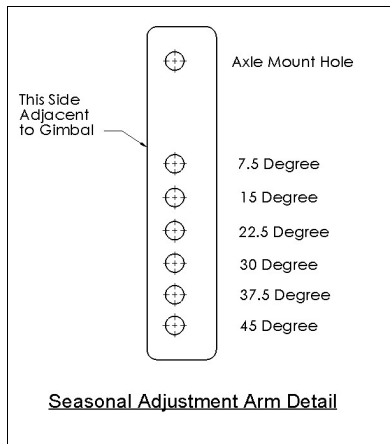 Axle Mount Hole
This Side
Adjacent
to Gimbal
7.5 Degree
15 Degree
22.5 Degree
30 Degree
37.5 Degree
45 Degree
Seasonal Adjustment Arm Detail